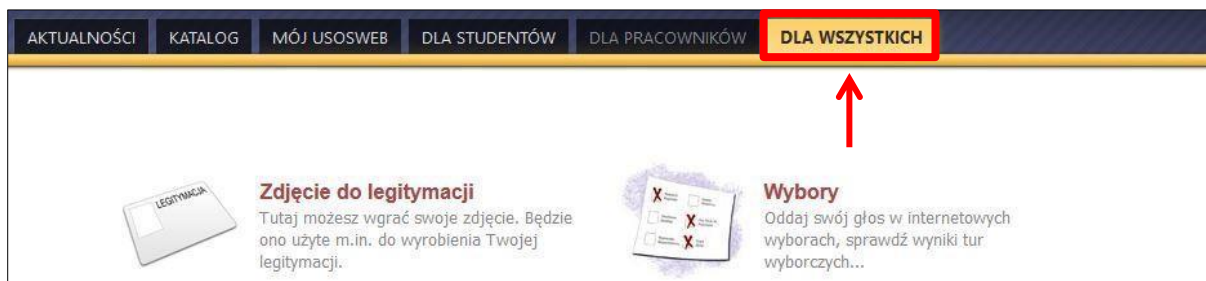 AKTUALNOŚCI KATALOG MÓJ USOSWEB DLA STUDENTÓW DLA PRACOWNIKÓW DLA WSZYSTKICH
LEGITYMACJA
Zdjęcie do legitymacji
Tutaj możesz wgrać swoje zdjęcie. Będzie
ono użyte m.in. do wyrobienia Twojej
legitymacji.
Wybory
Oddaj swój głos w internetowych
wyborach, sprawdź wyniki tur
wyborczych...